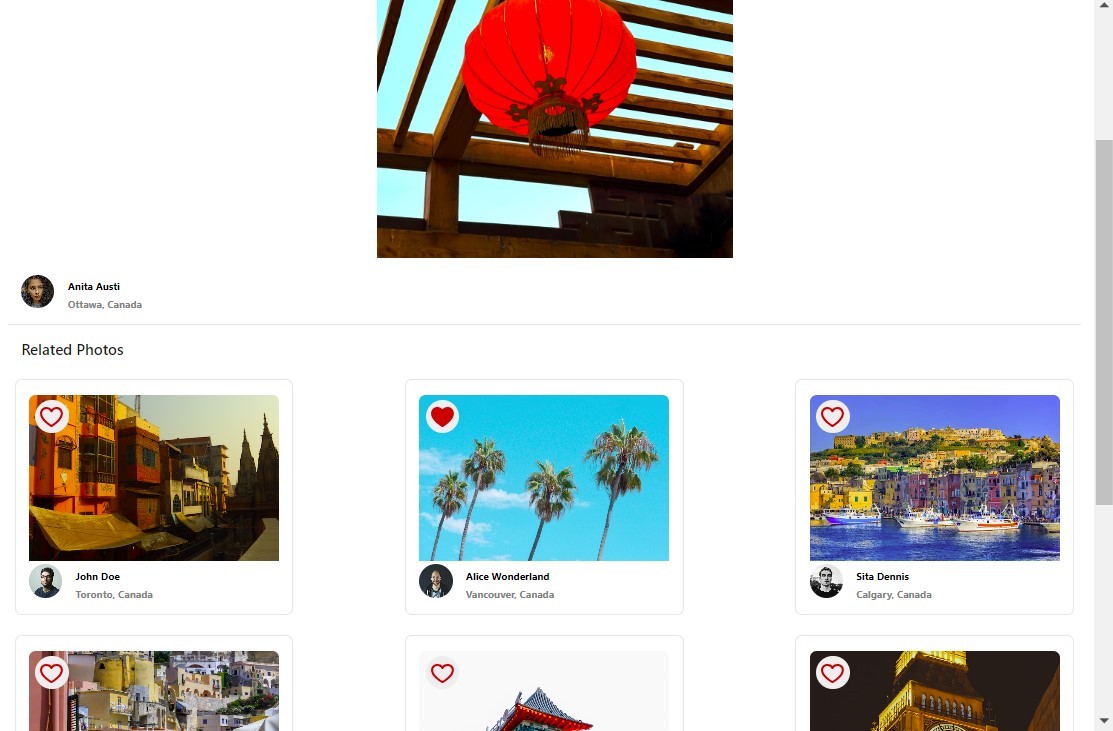 Anita Austi
Ottawa, Canada
Related Photos
John Doe
Toronto, Canada
Alice Wonderland
Vancouver, Canada
Sita Dennis
Calgary, Canada